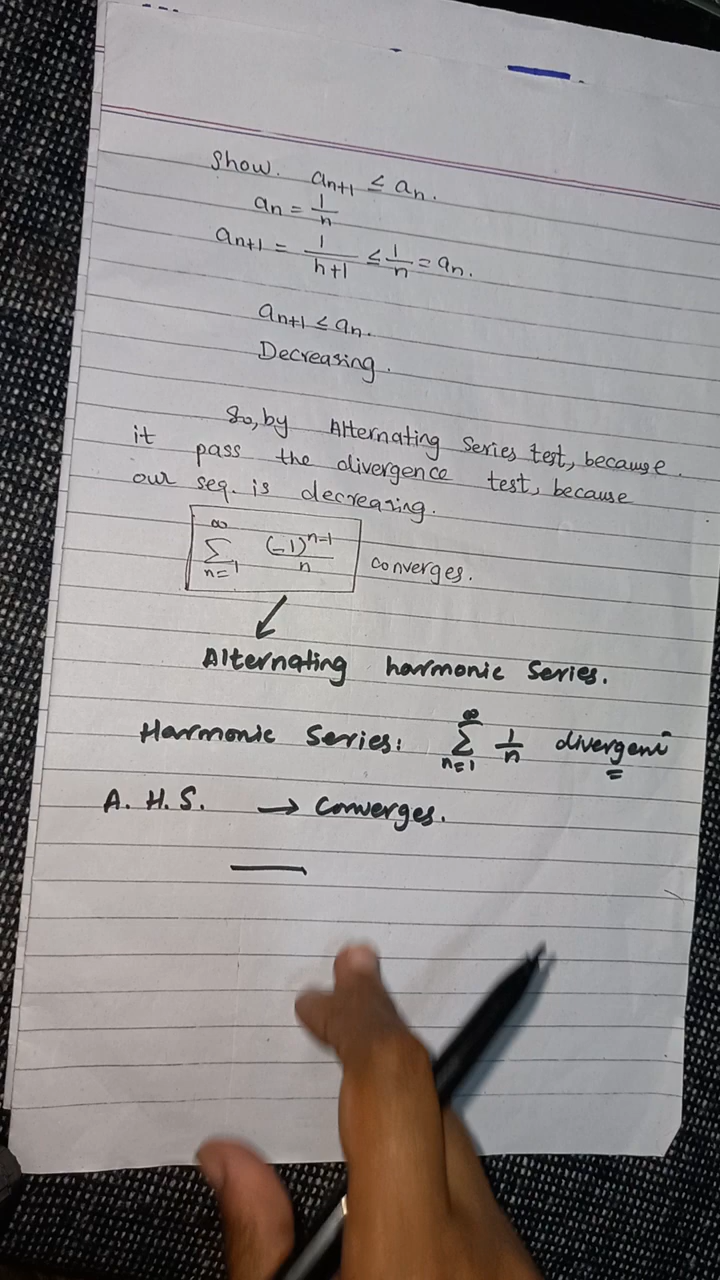 Show. aₙ₊₁ ≤ aₙ.
aₙ = 1/n
aₙ₊₁ = 1/(n+1) ≤ 1/n = aₙ.
aₙ₊₁ ≤ aₙ.
Decreasing.
So, by Alternating Series test, because
it pass the divergence test, because
our seq. is decreasing.
∞∑n=1 (-1)ⁿ⁻¹/n converges.
Alternating harmonic Series.
Harmonic Series: ∞∑n=1 1/n divergent
A. H. S. → Converges.